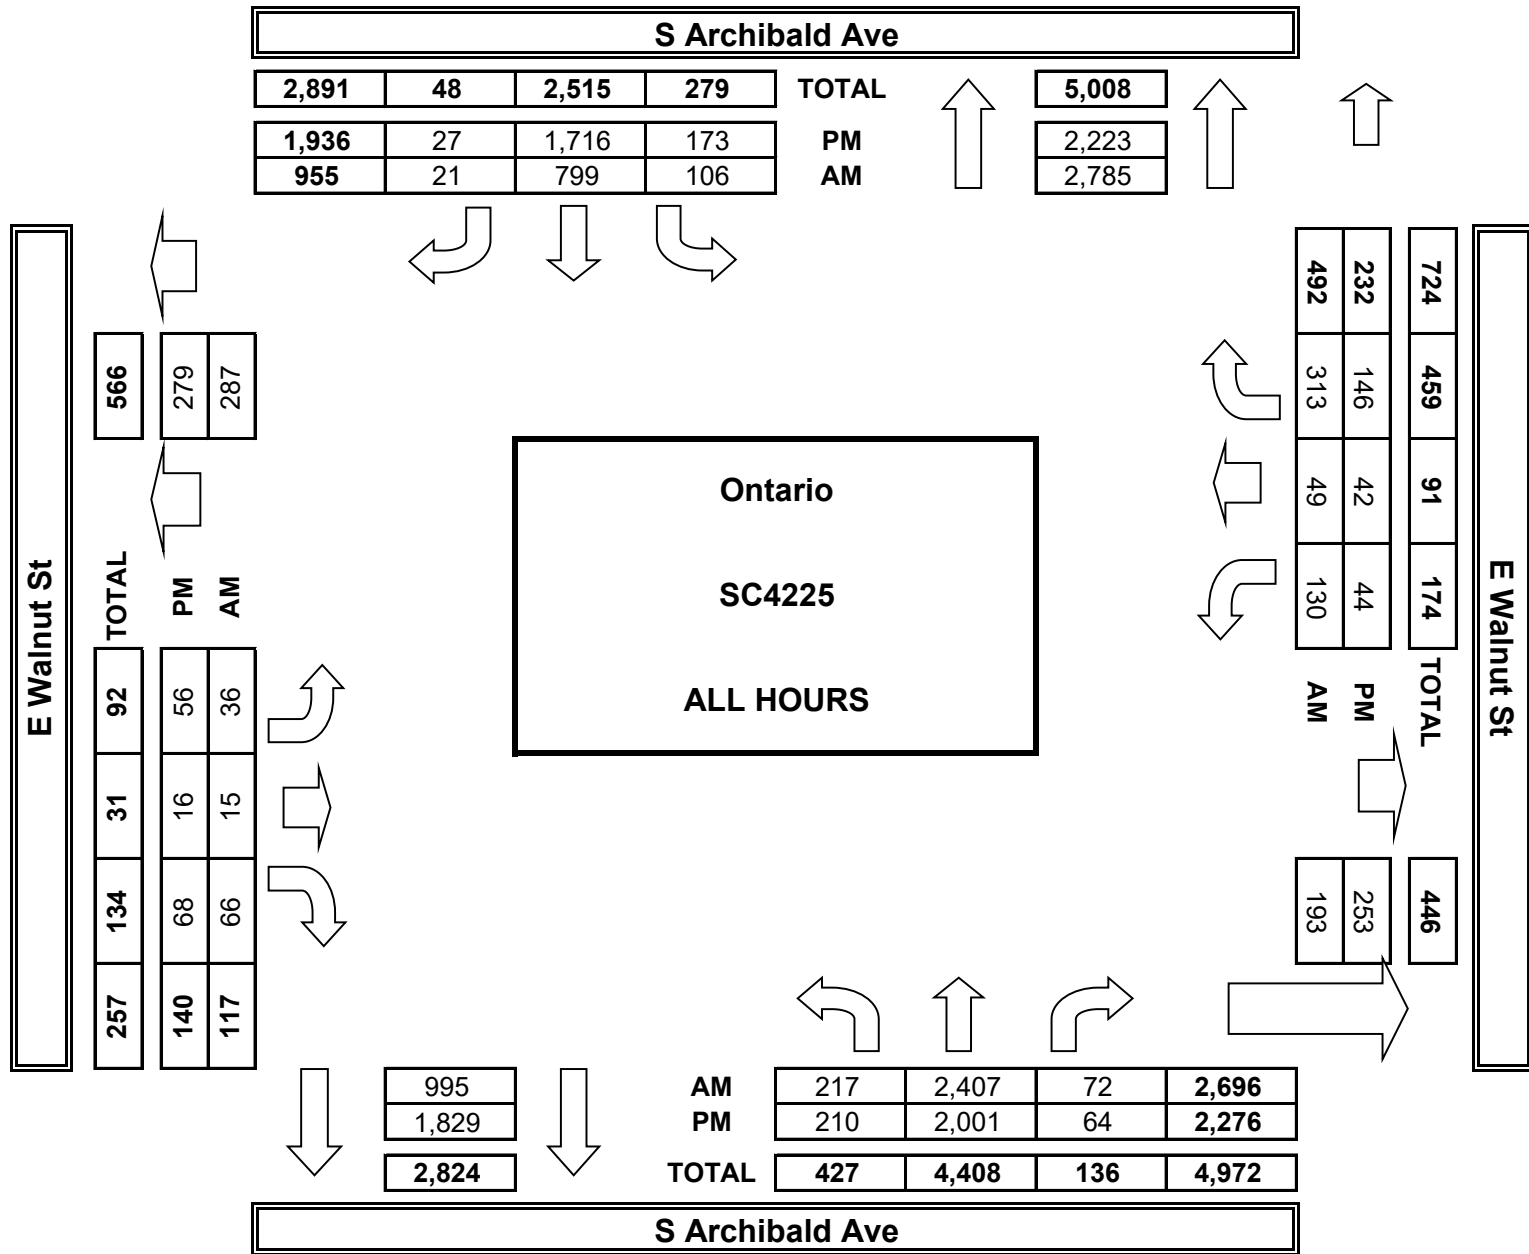 S Archibald Ave
2,891 48 2,515 279 TOTAL 5,008
1,936 27 1,716 173 PM 2,223
955 21 799 106 AM 2,785
E Walnut St
566 279 287
TOTAL PM AM
92 56 36
31 16 15
134 68 66
257 140 117
Ontario
SC4225
ALL HOURS
492 232 724
313 146 459
49 42 91
130 44 174
AM PM TOTAL
193 253 446
E Walnut St
995 AM 217 2,407 72 2,696
1,829 PM 210 2,001 64 2,276
2,824 TOTAL 427 4,408 136 4,972
S Archibald Ave